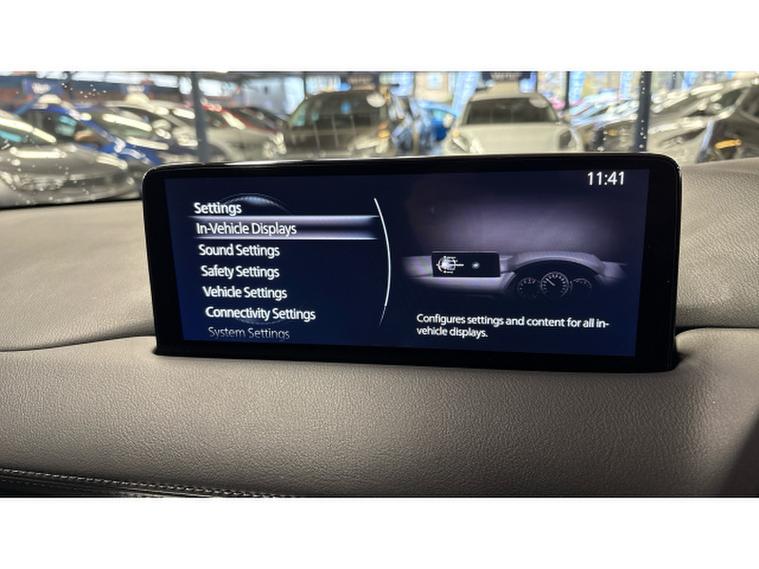 11:41
Settings
In-Vehicle Displays
Sound Settings
Safety Settings
Vehicle Settings
Connectivity Settings
System Settings
Configures settings and content for all in-
vehicle displays.